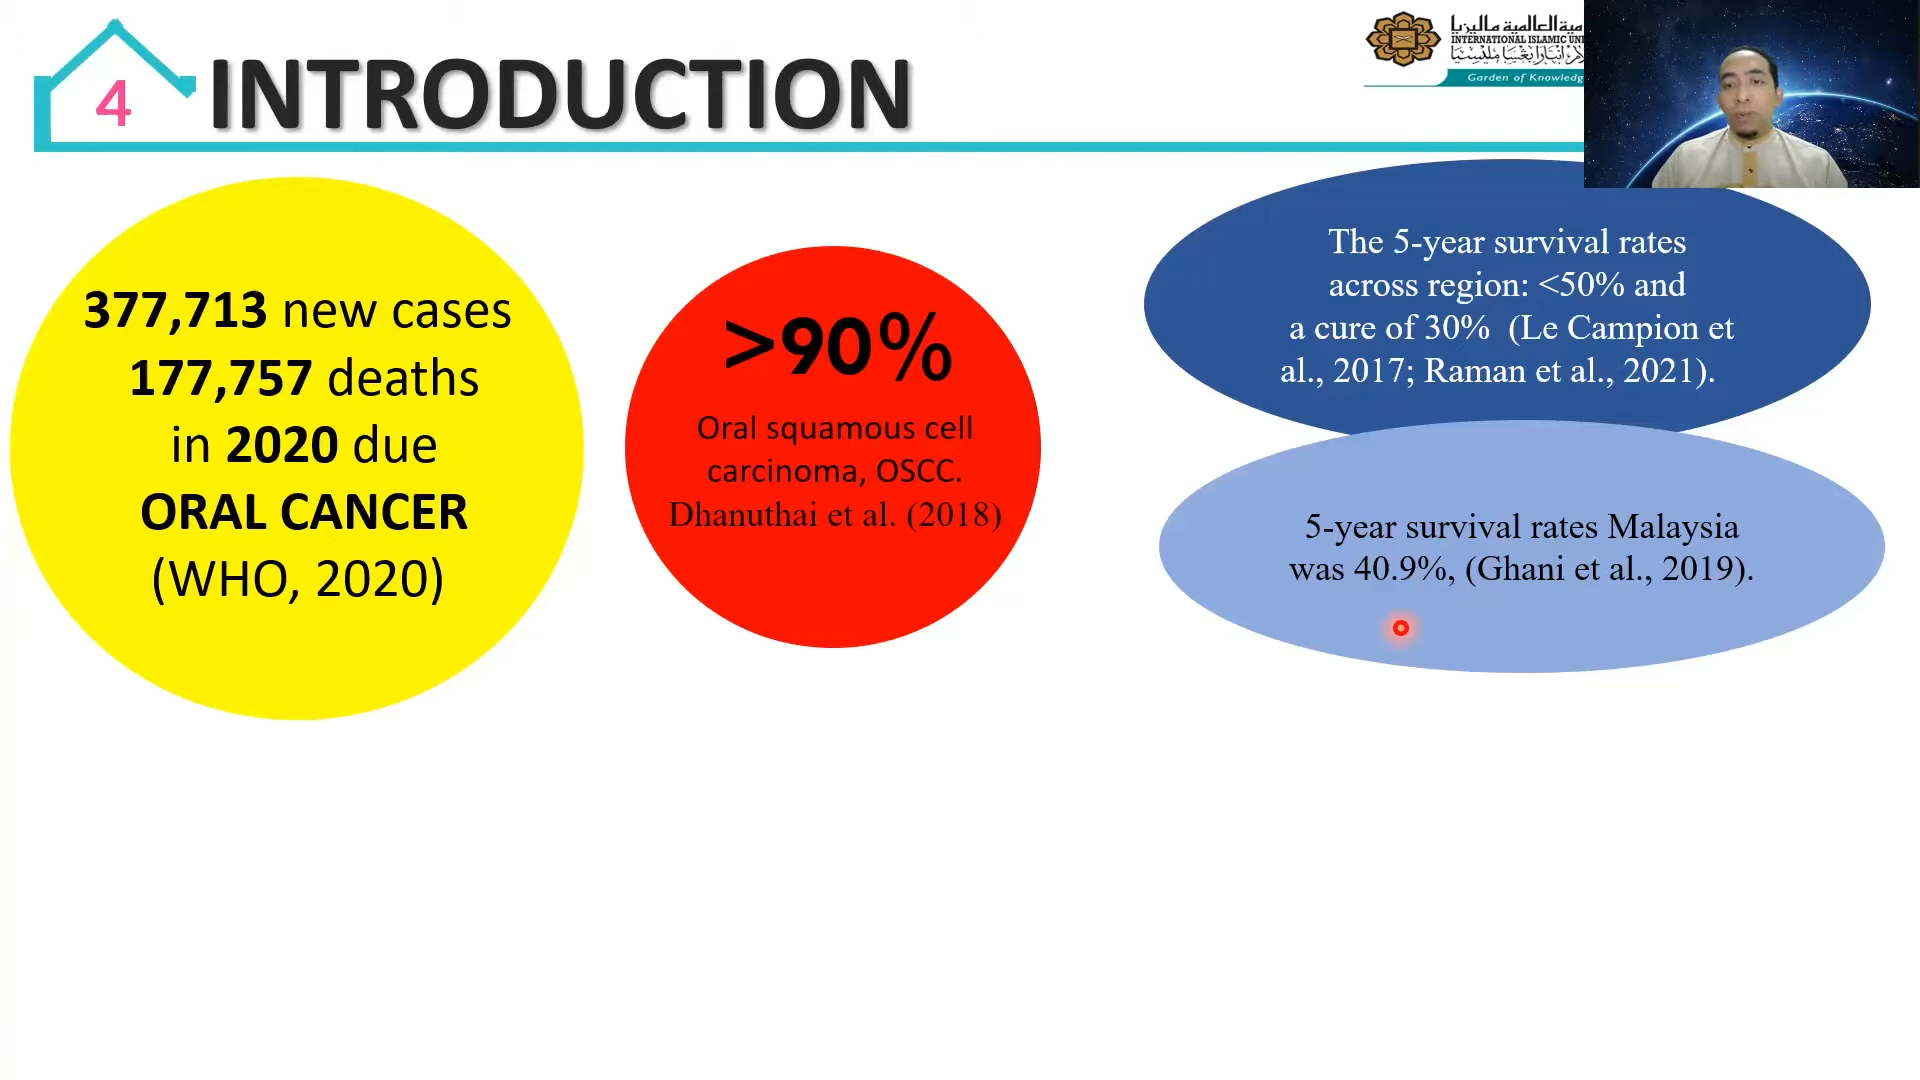 4
INTRODUCTION
INTERNATIONAL ISLAMIC
Garden of
377,713 new cases
177,757 deaths
in 2020 due
ORAL CANCER
(WHO, 2020)
>90%
Oral squamous cell
carcinoma, OSCC.
Dhanuthai et al. (2018)
The 5-year survival rates
across region: <50% and
a cure of 30% (Le Campion et
al., 2017; Raman et al., 2021).
5-year survival rates Malaysia
was 40.9%, (Ghani et al., 2019).